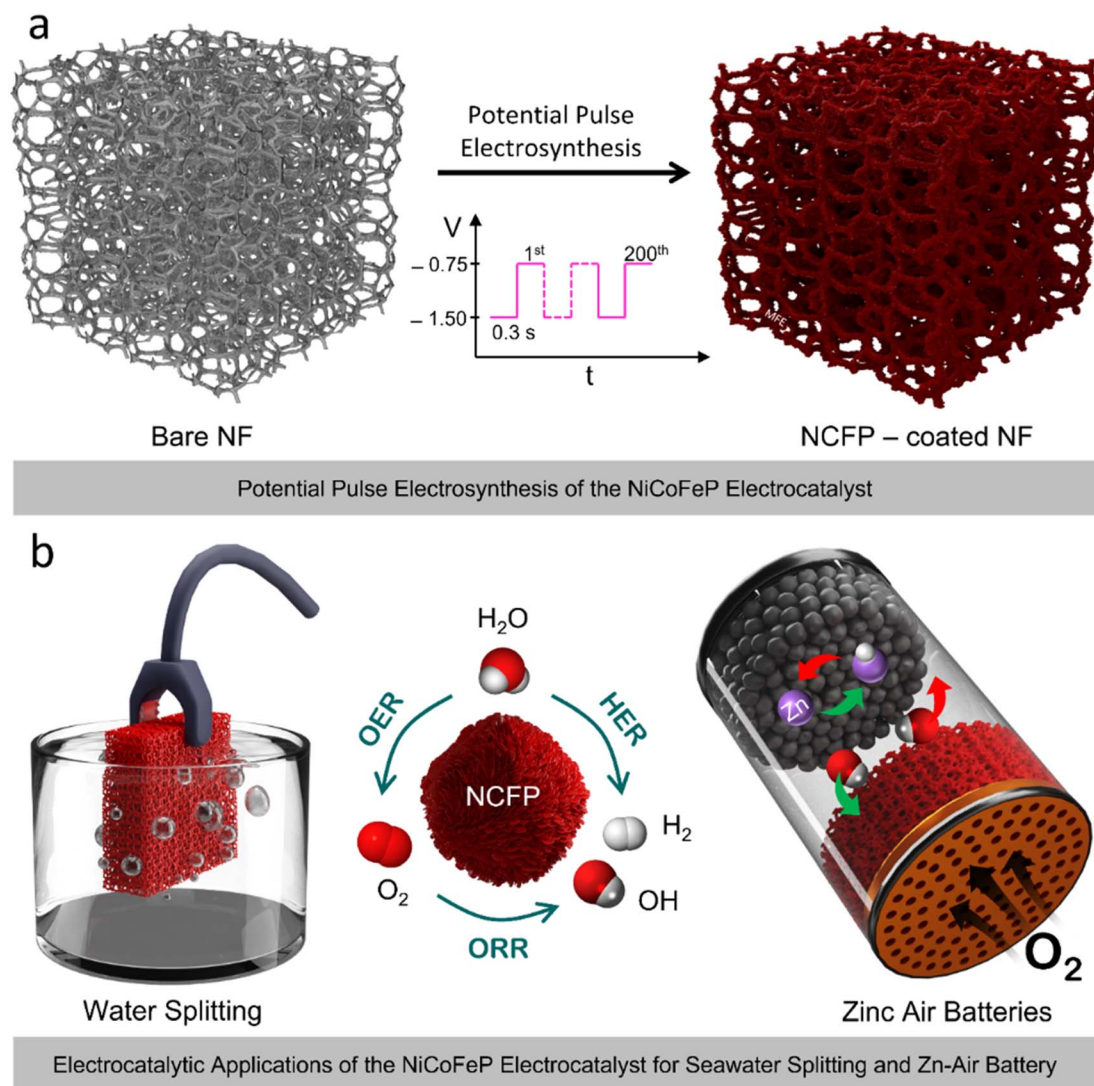 a
Potential Pulse
Electrosynthesis
V
1st
200th
– 0.75
– 1.50
0.3 s
t
MFE
Bare NF
NCFP – coated NF
Potential Pulse Electrosynthesis of the NiCoFeP Electrocatalyst
b
H2O
OER
HER
NCFP
Zn
O2
H2
OH
ORR
O2
Water Splitting
Zinc Air Batteries
Electrocatalytic Applications of the NiCoFeP Electrocatalyst for Seawater Splitting and Zn-Air Battery